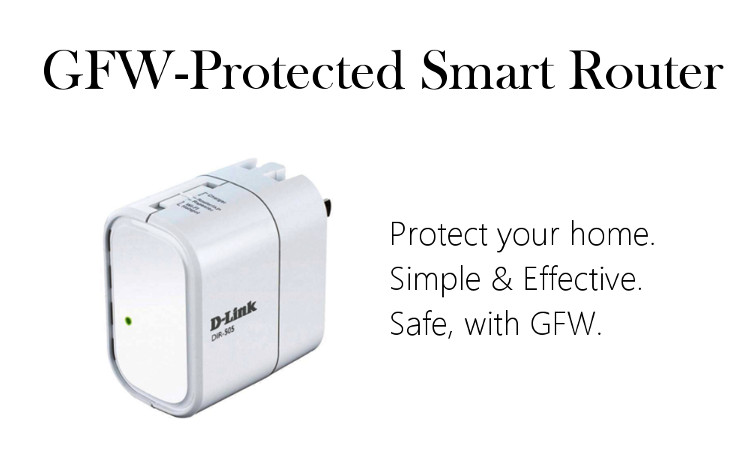 GFW-Protected Smart Router
Protect your home.
Simple & Effective.
Safe, with GFW.
D-Link
DIR-505